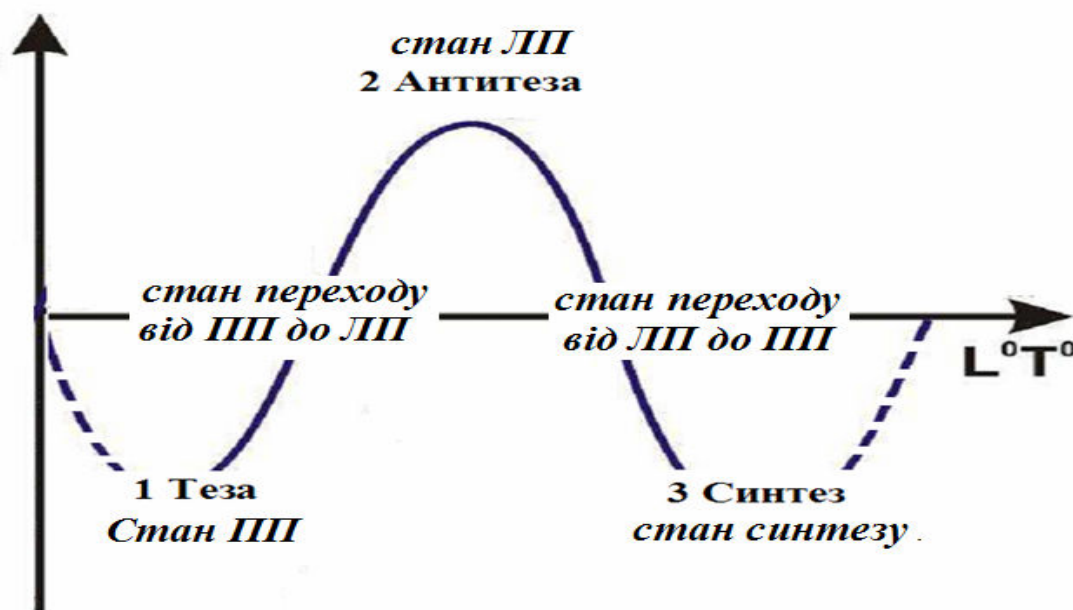 стан ЛП
2 Антитеза
стан переходу
від ПП до ЛП
стан переходу
від ЛП до ПП
L⁰T⁰
1 Теза
Стан ПП
3 Синтез
стан синтезу .